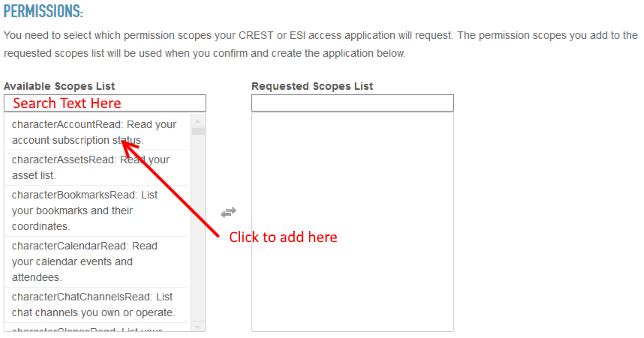 PERMISSIONS:
You need to select which permission scopes your CREST or ESI access application will request. The permission scopes you add to the
requested scopes list will be used when you confirm and create the application below.
Available Scopes List
Requested Scopes List
Search Text Here
characterAccountRead: Read your
account subscription status.
characterAssetsRead: Read your
asset list.
characterBookmarksRead: List
your bookmarks and their
coordinates.
characterCalendarRead: Read
your calendar events and
attendees.
characterChatChannelsRead: List
chat channels you own or operate.
characterClonesRead: List your
Click to add here